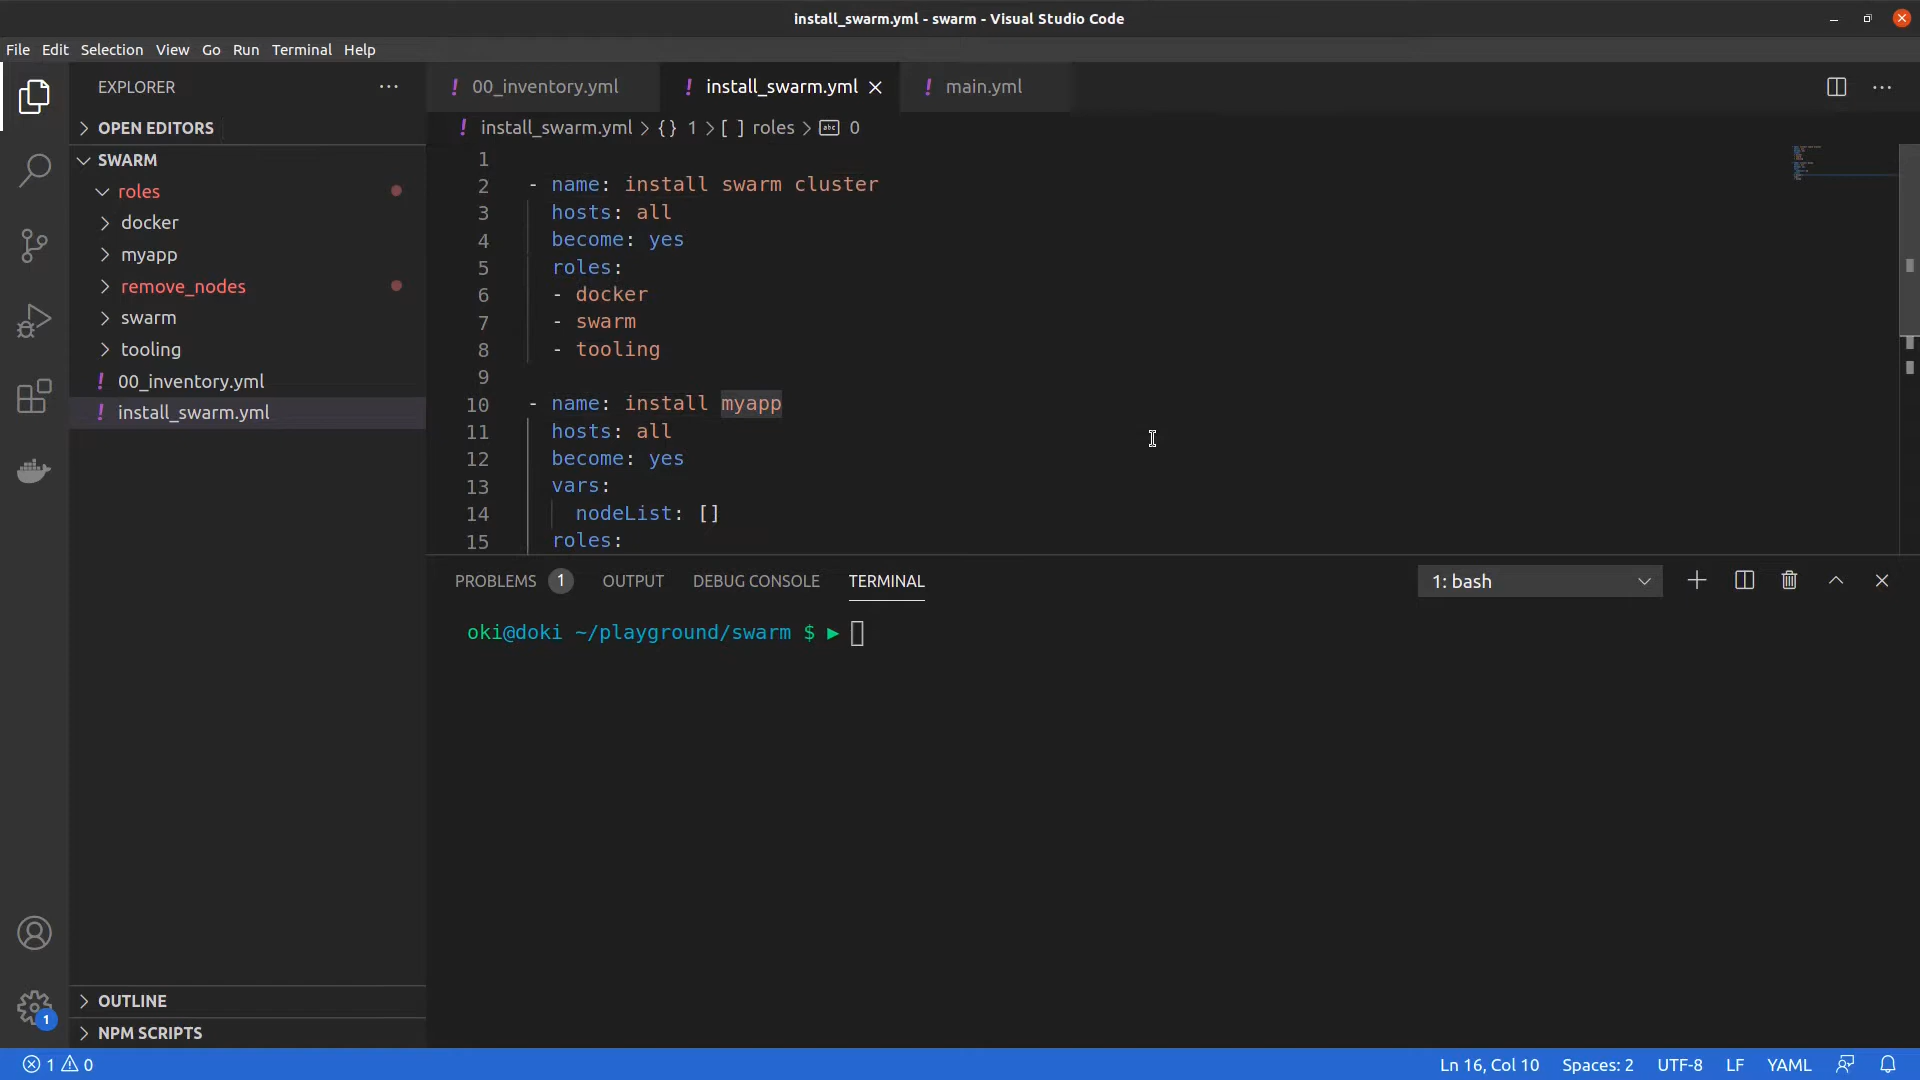 install_swarm.yml - swarm - Visual Studio Code
File Edit Selection View Go Run Terminal Help
EXPLORER
OPEN EDITORS
SWARM
roles
docker
myapp
remove_nodes
swarm
tooling
00_inventory.yml
install_swarm.yml
OUTLINE
NPM SCRIPTS
1
! 00_inventory.yml ! install_swarm.yml ! main.yml
! install_swarm.yml > {} 1 > [ ] roles > abc 0
1
2 - name: install swarm cluster
3 hosts: all
4 become: yes
5 roles:
6 - docker
7 - swarm
8 - tooling
9
10 - name: install myapp
11 hosts: all
12 become: yes
13 vars:
14 nodeList: []
15 roles:
PROBLEMS 1 OUTPUT DEBUG CONSOLE TERMINAL 1: bash
oki@doki ~/playground/swarm $ ►
1 0 Ln 16, Col 10 Spaces: 2 UTF-8 LF YAML